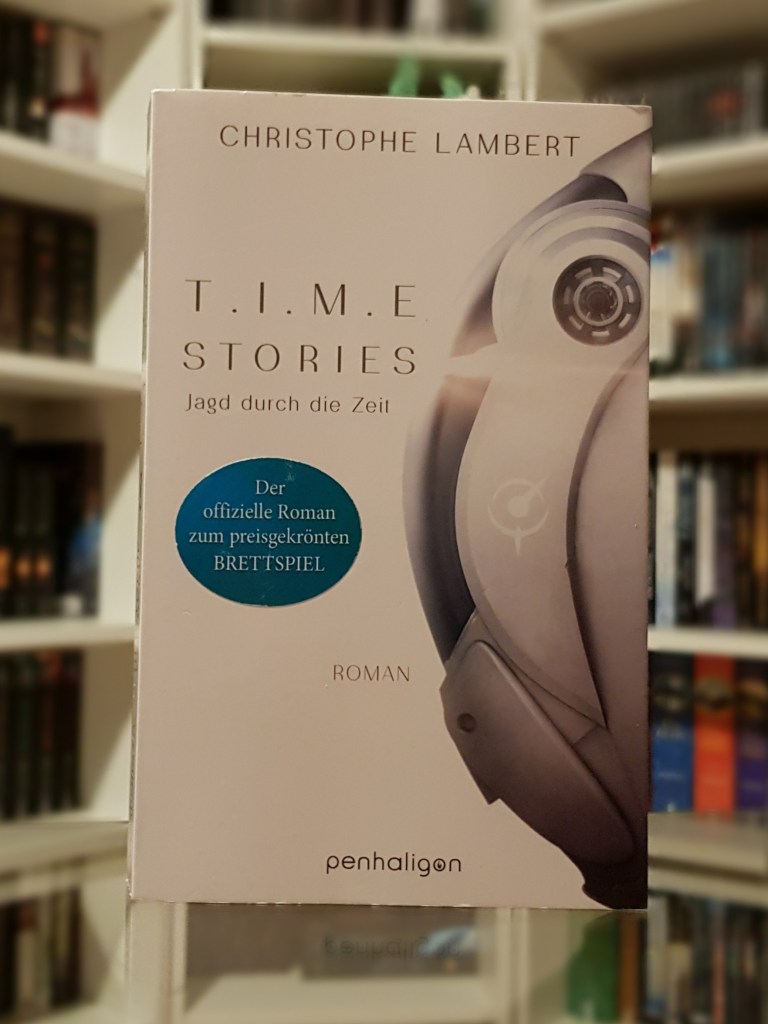 CHRISTOPHE LAMBERT
T.I.M.E
STORIES
Jagd durch die Zeit
Der
offizielle Roman
zum preisgekrönten
BRETTSPIEL
ROMAN
penhaligon